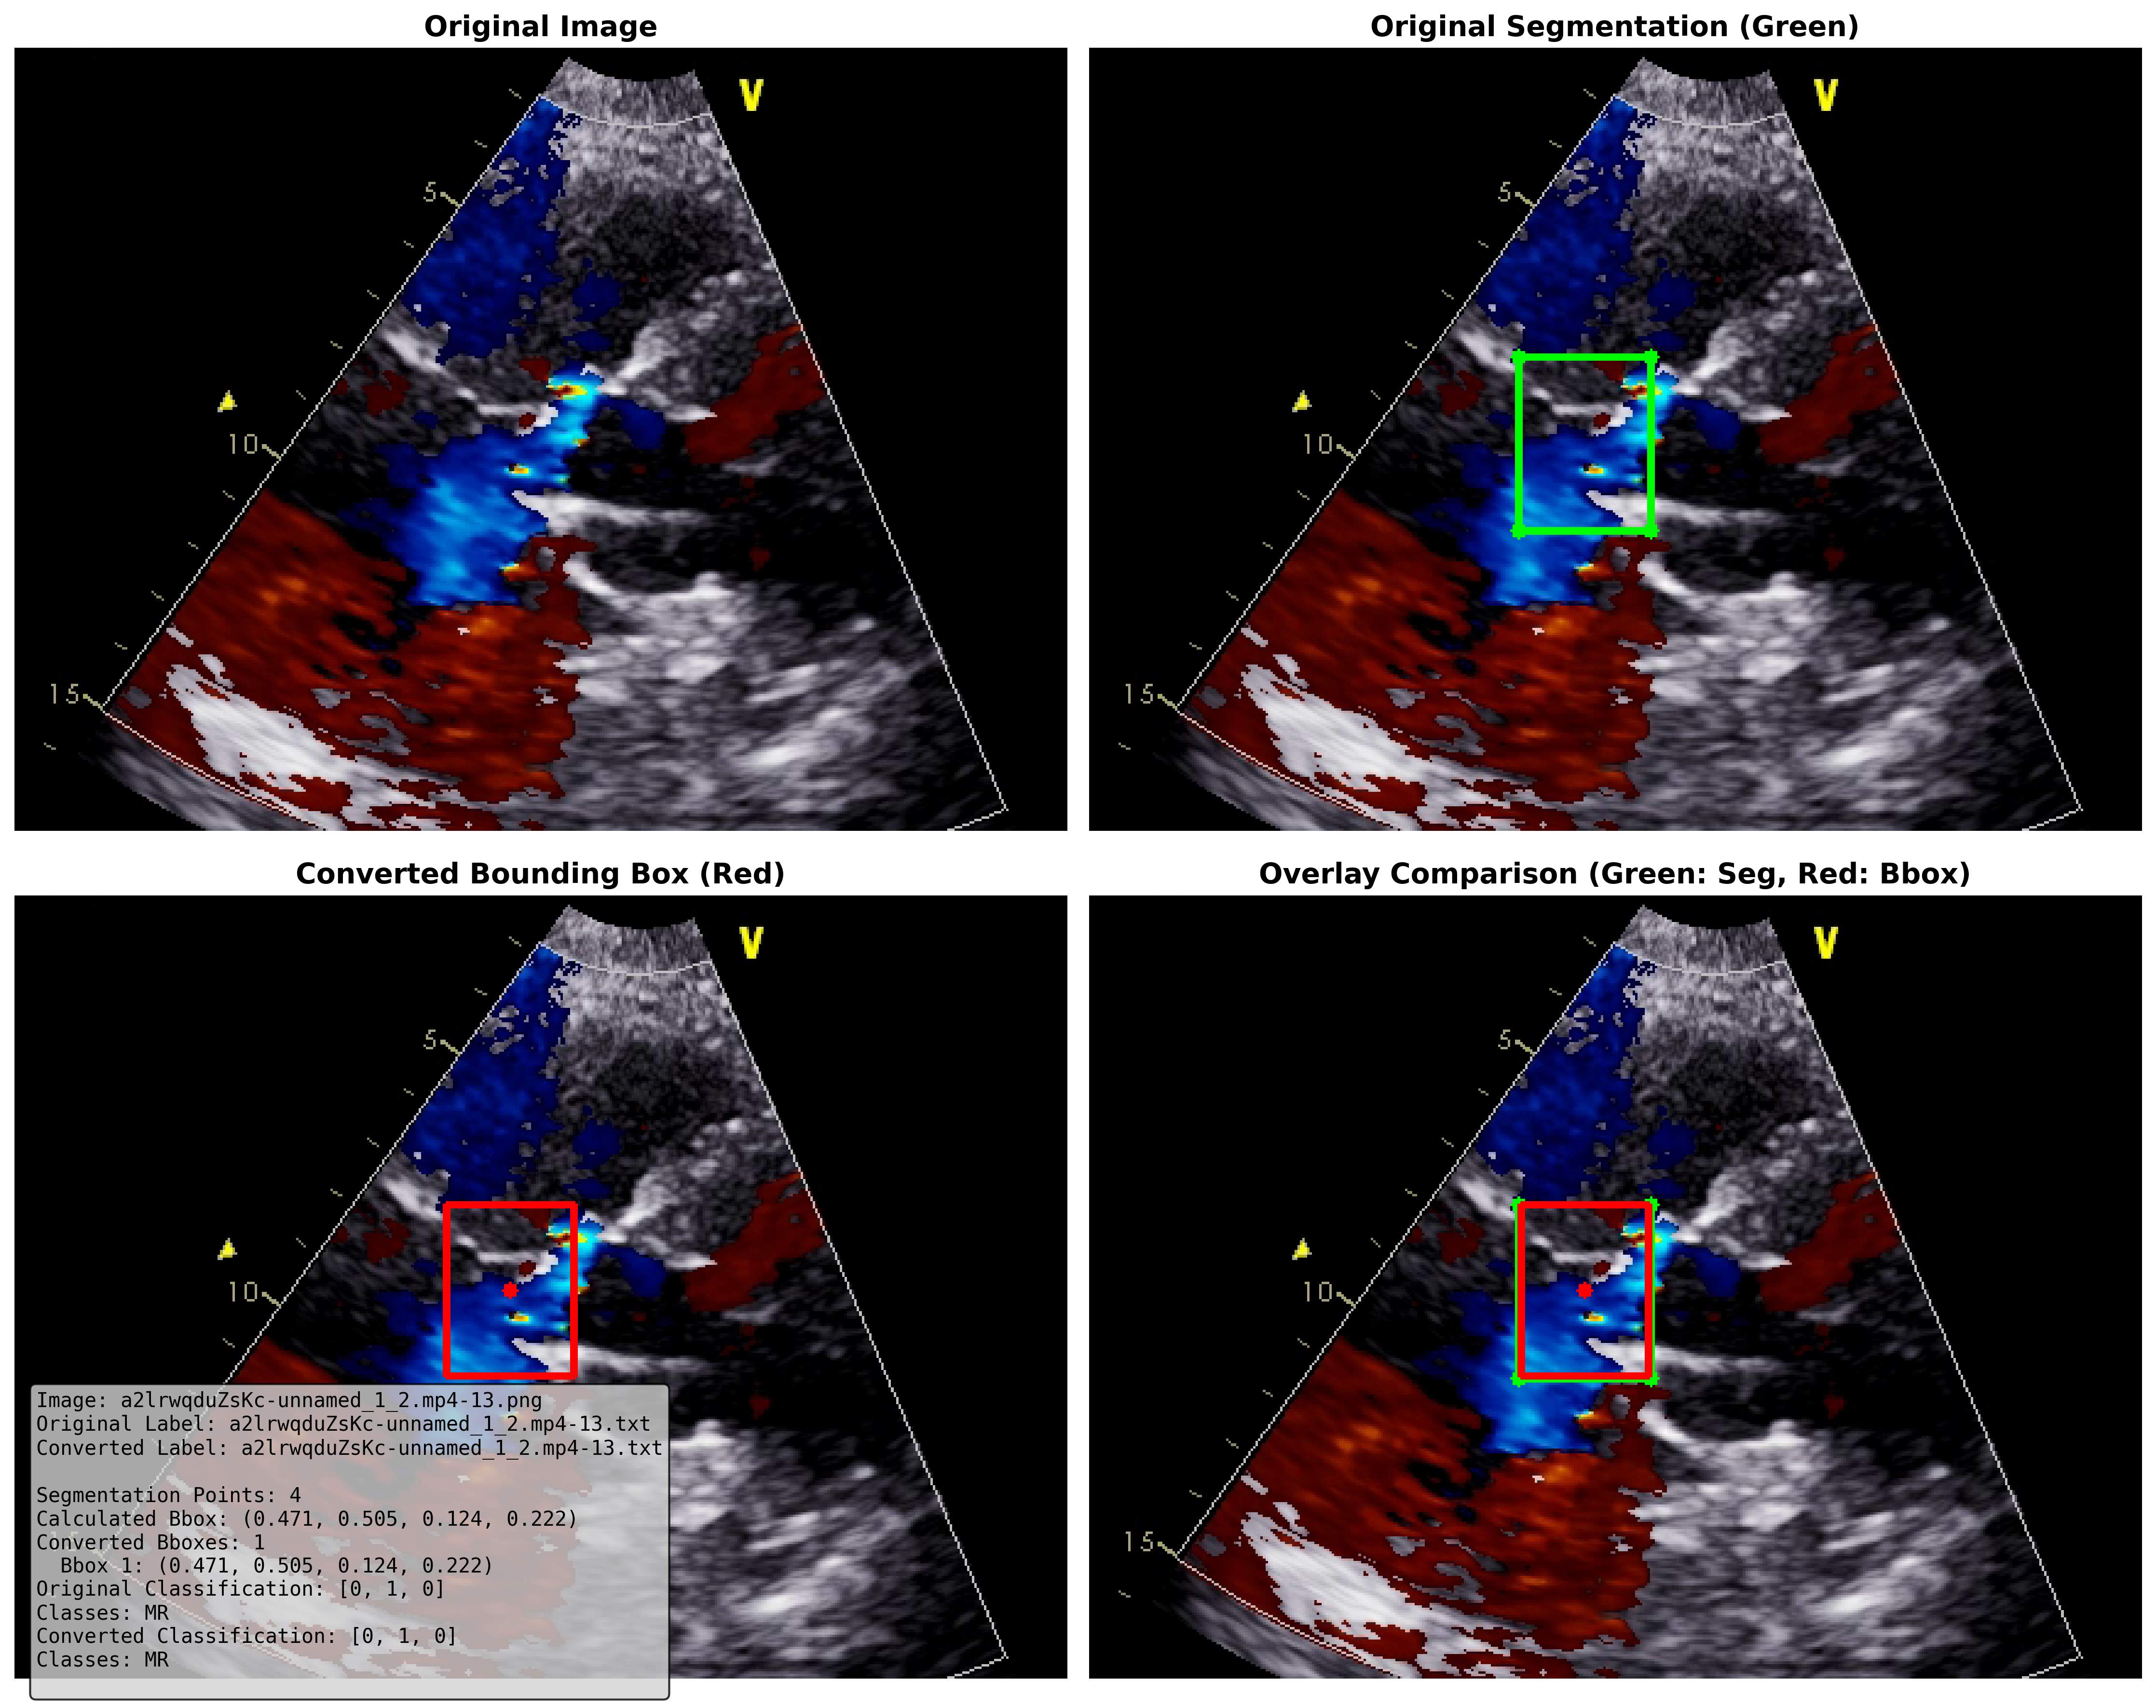 Original Image
Original Segmentation (Green)
V
5
10
15
V
5
10
15
Converted Bounding Box (Red)
Overlay Comparison (Green: Seg, Red: Bbox)
V
5
10
V
5
10
15
Image: a2lrwqduZsKc-unnamed_1_2.mp4-13.png
Original Label: a2lrwqduZsKc-unnamed_1_2.mp4-13.txt
Converted Label: a2lrwqduZsKc-unnamed_1_2.mp4-13.txt
Segmentation Points: 4
Calculated Bbox: (0.471, 0.505, 0.124, 0.222)
Converted Bboxes: 1
Bbox 1: (0.471, 0.505, 0.124, 0.222)
Original Classification: [0, 1, 0]
Classes: MR
Converted Classification: [0, 1, 0]
Classes: MR